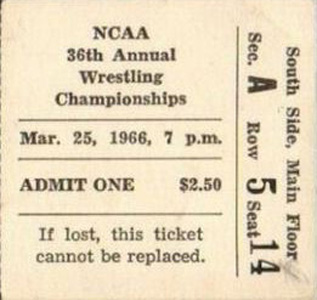 NCAA
36th Annual
Wrestling
Championships
Mar. 25, 1966, 7 p.m.
ADMIT ONE $2.50
If lost, this ticket
cannot be replaced.
South Side, Main Floor
Sec. A Row 5 Seat 14